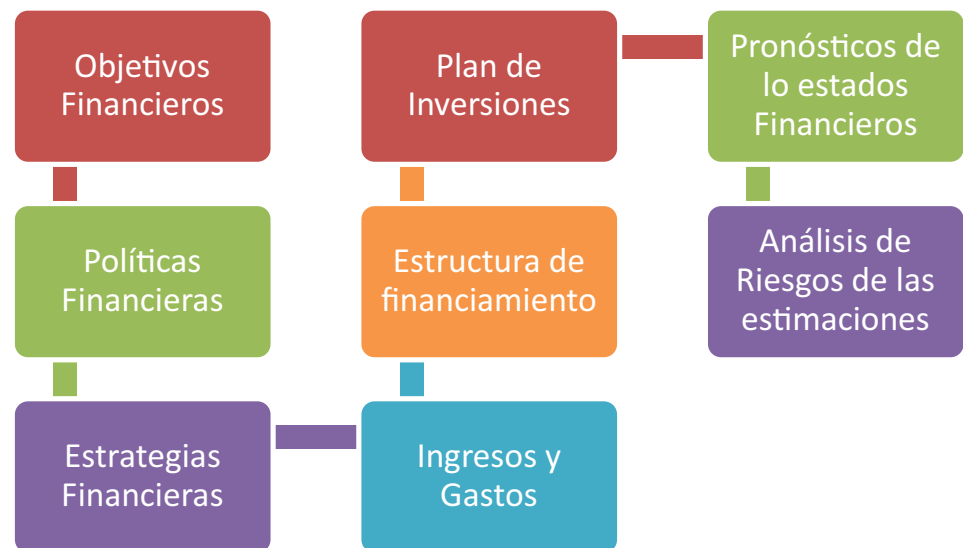 Objetivos
Financieros
Políticas
Financieras
Estrategias
Financieras
Ingresos y
Gastos
Estructura de
financiamiento
Plan de
Inversiones
Pronósticos de
lo estados
Financieros
Análisis de
Riesgos de las
estimaciones